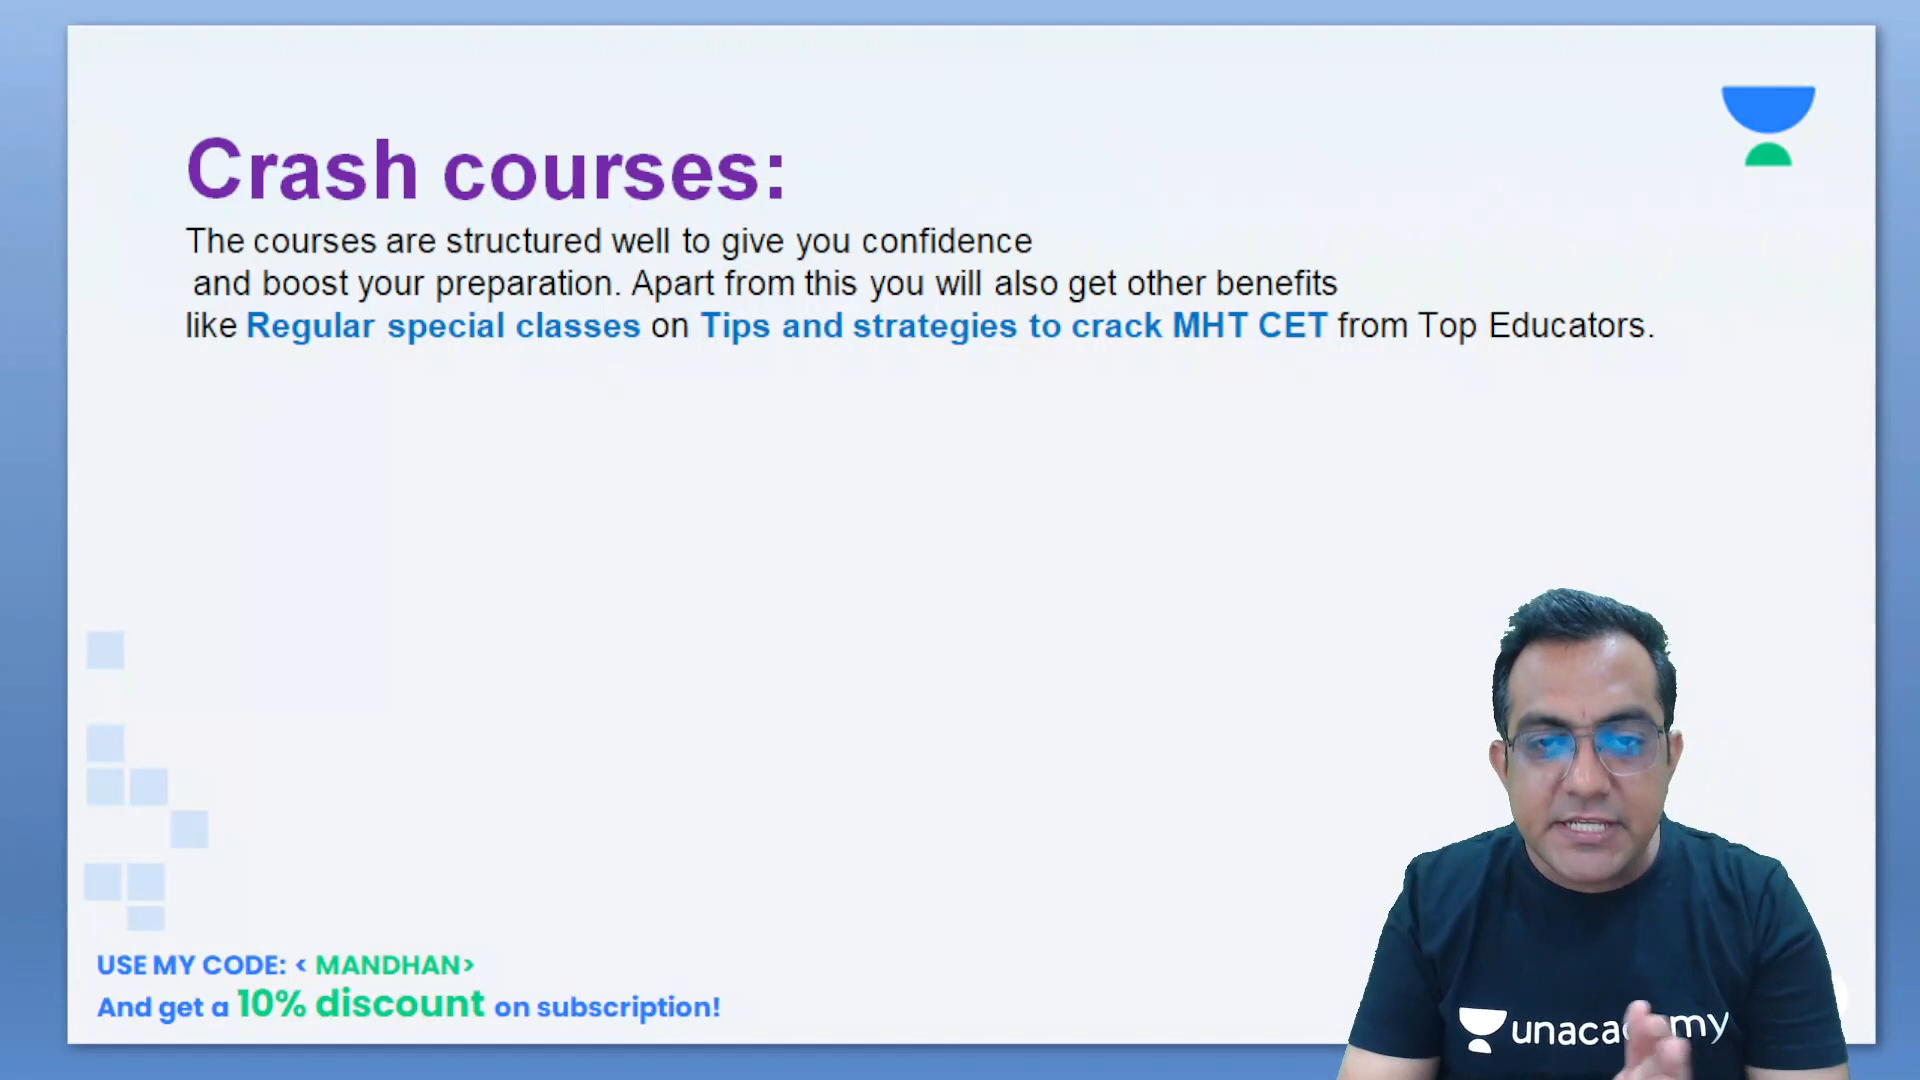 Crash courses:
The courses are structured well to give you confidence
and boost your preparation. Apart from this you will also get other benefits
like Regular special classes on Tips and strategies to crack MHT CET from Top Educators.
USE MY CODE: < MANDHAN>
And get a 10% discount on subscription!
unacademy